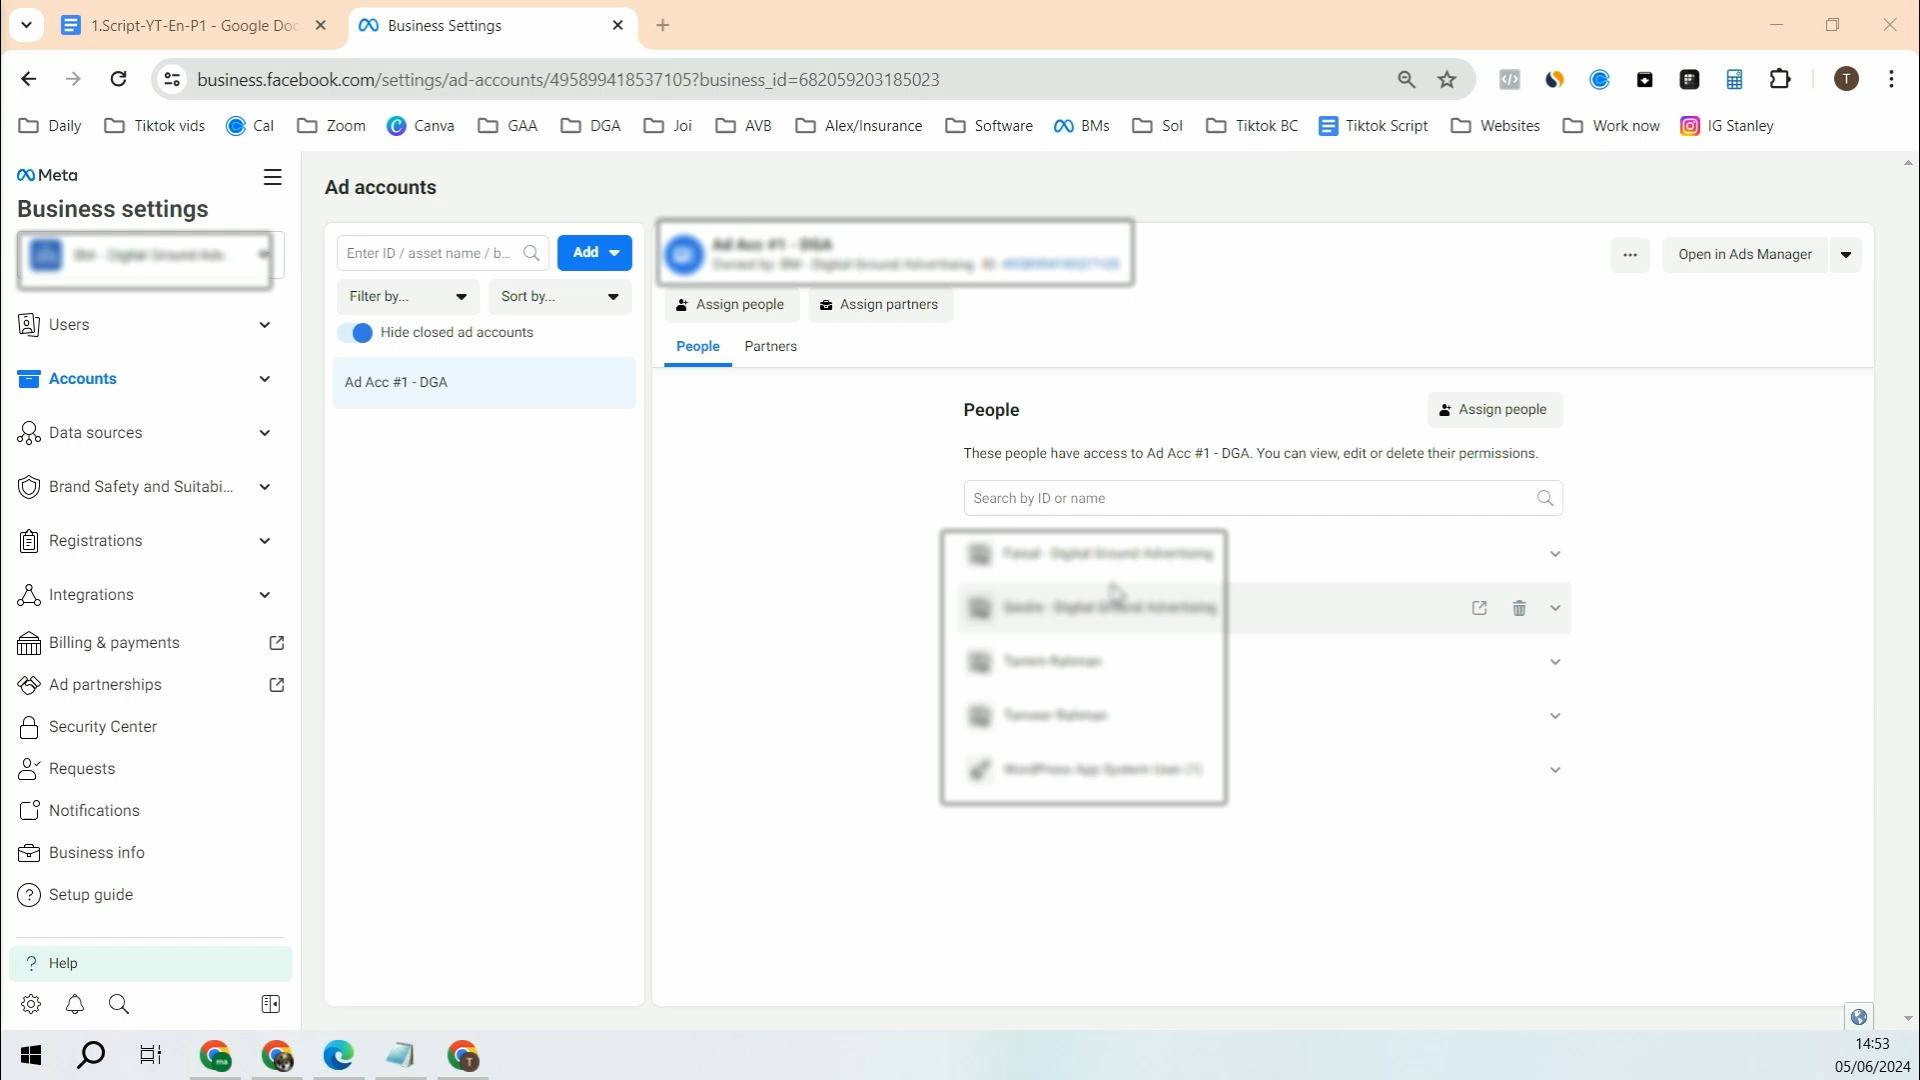 1.Script-YT-En-P1 - Google Doc
Business Settings
business.facebook.com/settings/ad-accounts/495899418537105?business_id=682059203185023
T
Daily
Tiktok vids
Cal
Zoom
Canva
GAA
DGA
Joi
AVB
Alex/Insurance
Software
BMs
Sol
Tiktok BC
Tiktok Script
Websites
Work now
IG Stanley
Meta
Business settings
Users
Accounts
Data sources
Brand Safety and Suitabi...
Registrations
Integrations
Billing & payments
Ad partnerships
Security Center
Requests
Notifications
Business info
Setup guide
Help
Ad accounts
Enter ID / asset name / b...
Add
Filter by...
Sort by...
Hide closed ad accounts
Ad Acc #1 - DGA
Ad Acc #1 - DGA
Open in Ads Manager
Assign people
Assign partners
People
Partners
People
Assign people
These people have access to Ad Acc #1 - DGA. You can view, edit or delete their permissions.
Search by ID or name
14:53
05/06/2024